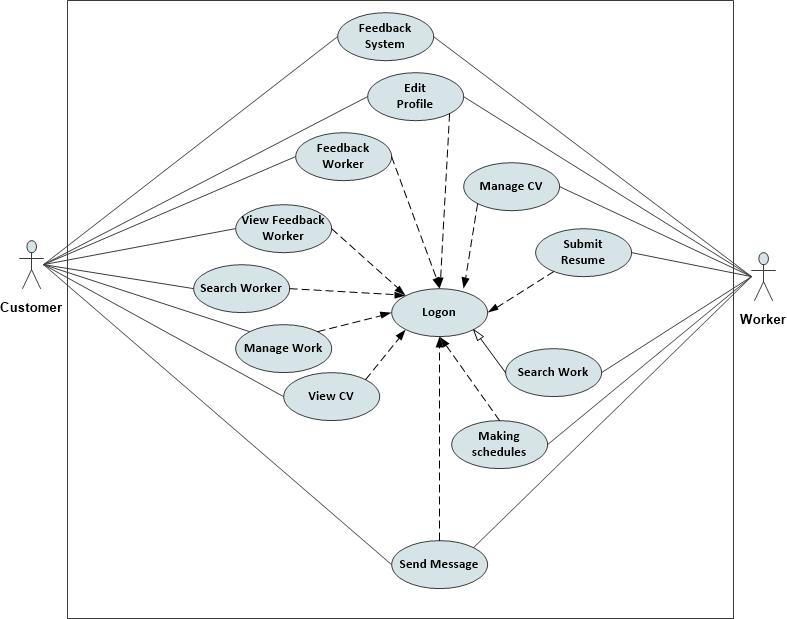 Feedback
System
Edit
Profile
Feedback
Worker
Manage CV
View Feedback
Worker
Submit
Resume
Search Worker
Customer
Worker
Logon
Manage Work
Search Work
View CV
Making
schedules
Send Message